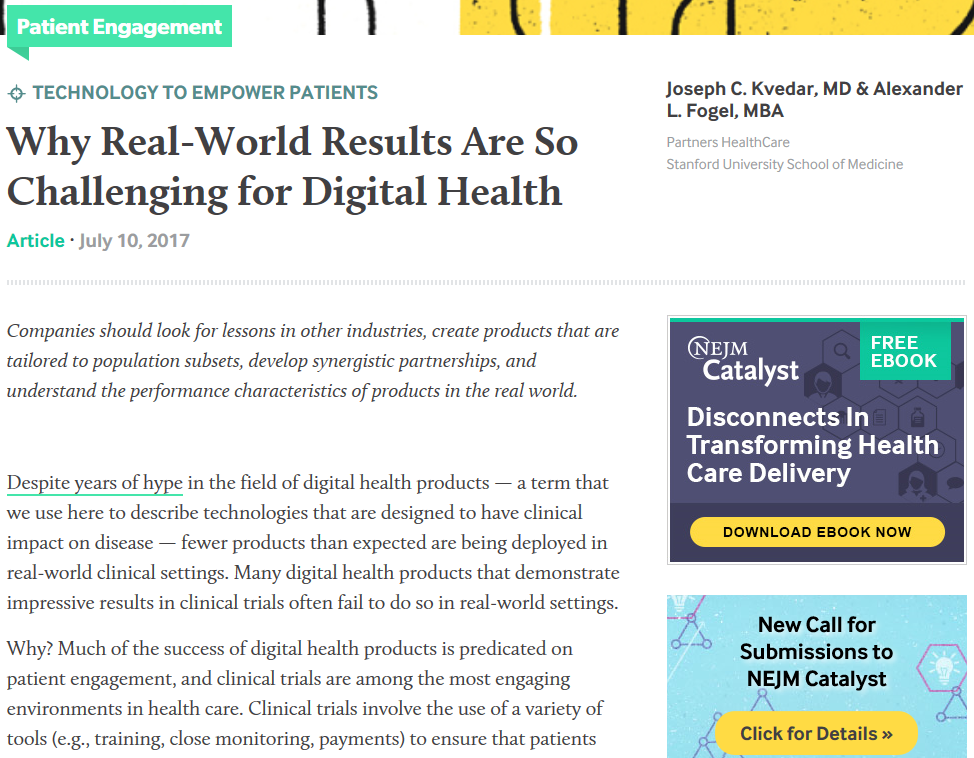 Patient Engagement
TECHNOLOGY TO EMPOWER PATIENTS
Why Real-World Results Are So
Challenging for Digital Health
Article · July 10, 2017
Joseph C. Kvedar, MD & Alexander
L. Fogel, MBA
Partners HealthCare
Stanford University School of Medicine
Companies should look for lessons in other industries, create products that are
tailored to population subsets, develop synergistic partnerships, and
understand the performance characteristics of products in the real world.
Despite years of hype in the field of digital health products — a term that
we use here to describe technologies that are designed to have clinical
impact on disease — fewer products than expected are being deployed in
real-world clinical settings. Many digital health products that demonstrate
impressive results in clinical trials often fail to do so in real-world settings.
Why? Much of the success of digital health products is predicated on
patient engagement, and clinical trials are among the most engaging
environments in health care. Clinical trials involve the use of a variety of
tools (e.g., training, close monitoring, payments) to ensure that patients
NEJM
Catalyst
FREE
EBOOK
Disconnects In
Transforming Health
Care Delivery
DOWNLOAD EBOOK NOW
New Call for
Submissions to
NEJM Catalyst
Click for Details »